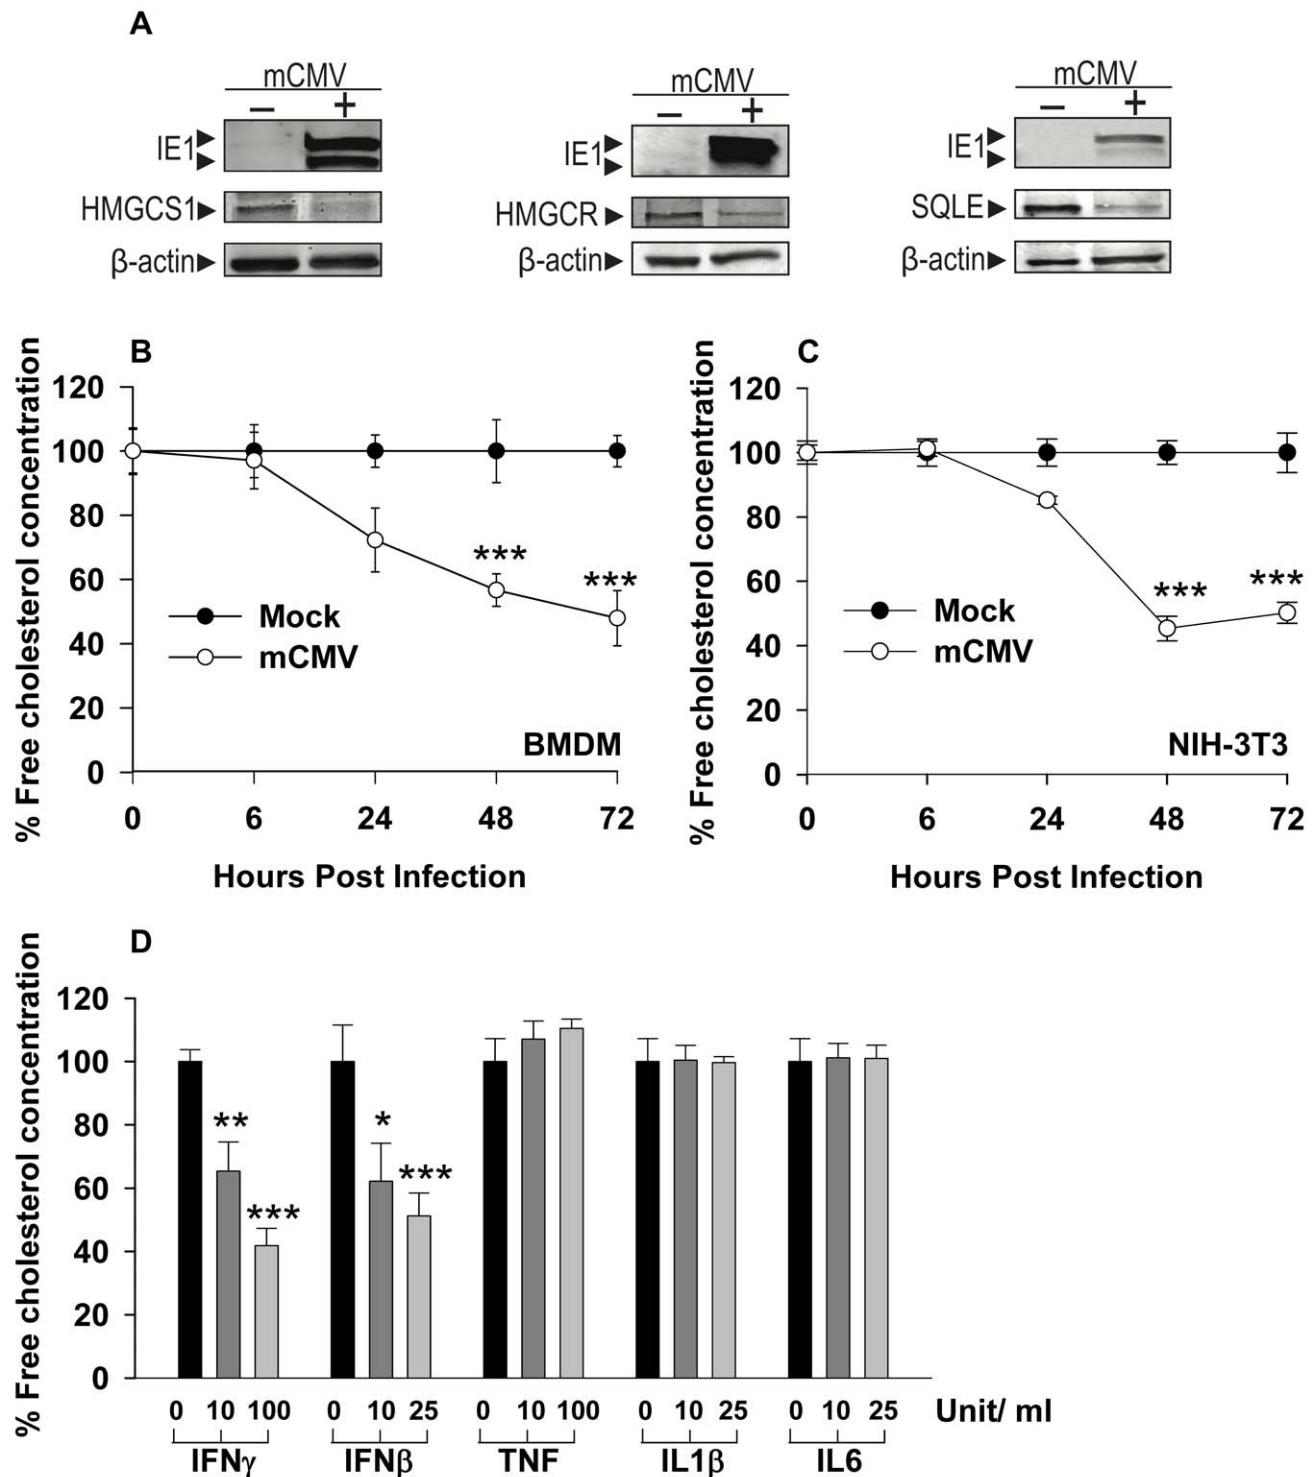 A
mCMV
− +
IE1
HMGCS1
β-actin
mCMV
− +
IE1
HMGCR
β-actin
mCMV
− +
IE1
SQLE
β-actin
B
% Free cholesterol concentration
120
100
80
60
40
20
0
***
***
Mock
mCMV
BMDM
0 6 24 48 72
Hours Post Infection
C
% Free cholesterol concentration
120
100
80
60
40
20
0
***
***
Mock
mCMV
NIH-3T3
0 6 24 48 72
Hours Post Infection
D
% Free cholesterol concentration
120
100
80
60
40
20
0
**
***
*
***
0 10 100 0 10 25 0 10 100 0 10 25 0 10 25 Unit/ ml
IFNγ IFNβ TNF IL1β IL6